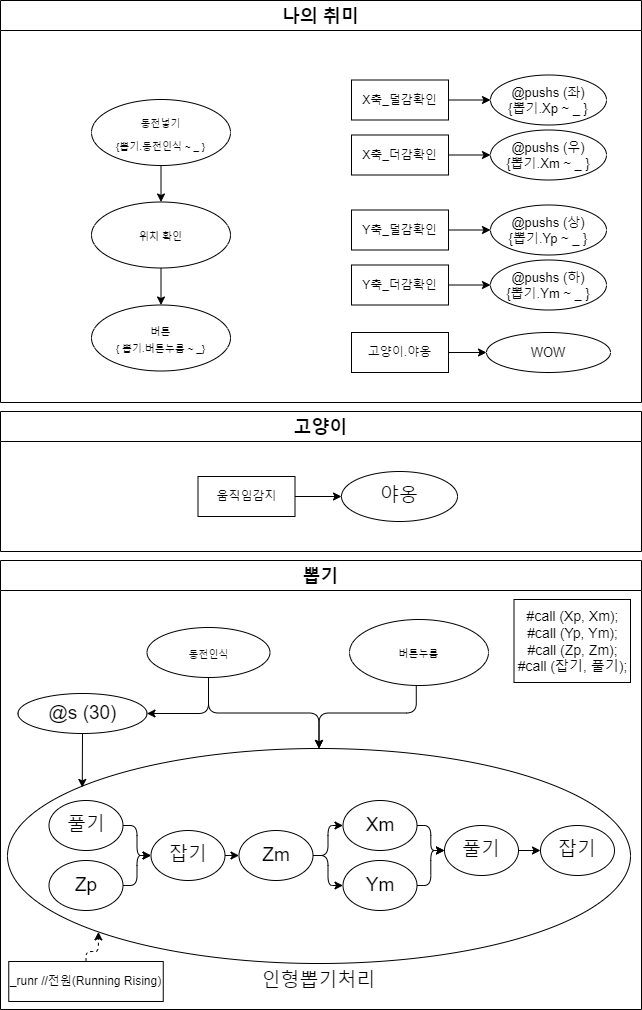 나의 취미
동전넣기
{뽑기.동전인식 ~ _ }
위치 확인
버튼
{ 뽑기.버튼누름 ~ _}
X축_덜감확인
@pushs (좌)
{뽑기.Xp ~ _ }
X축_더감확인
@pushs (우)
{뽑기.Xm ~ _ }
Y축_덜감확인
@pushs (상)
{뽑기.Yp ~ _ }
Y축_더감확인
@pushs (하)
{뽑기.Ym ~ _ }
고양이.야옹
WOW
고양이
움직임감지
야옹
뽑기
동전인식
버튼누름
#call (Xp, Xm);
#call (Yp, Ym);
#call (Zp, Zm);
#call (잡기, 풀기);
@s (30)
풀기
Zp
잡기
Zm
Xm
Ym
풀기
잡기
인형뽑기처리
_runr //전원(Running Rising)